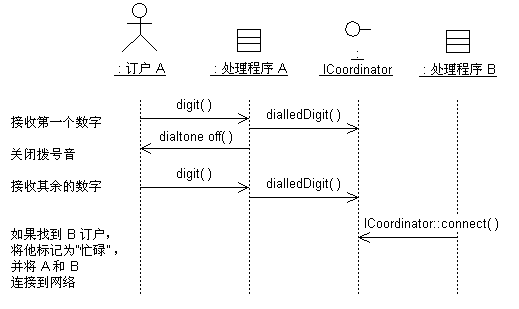 : 订户 A
: 处理程序 A
:
ICoordinator
: 处理程序 B
接收第一个数字
digit( )
dialledDigit( )
关闭拨号音
dialtone off( )
接收其余的数字
digit( )
dialledDigit( )
ICoordinator::connect( )
如果找到 B 订户，
将他标记为"忙碌"，
并将 A 和 B
连接到网络